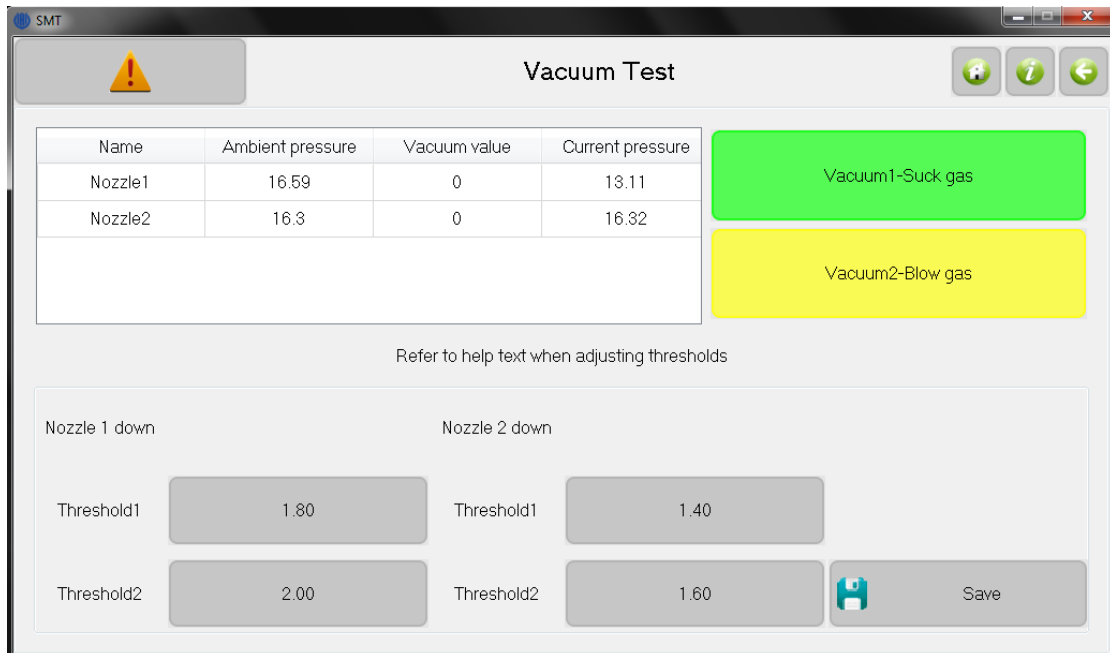 SMT
Vacuum Test
Name Ambient pressure Vacuum value Current pressure
Nozzle1 16.59 0 13.11
Nozzle2 16.3 0 16.32
Vacuum1-Suck gas
Vacuum2-Blow gas
Refer to help text when adjusting thresholds
Nozzle 1 down Nozzle 2 down
Threshold1 1.80 Threshold1 1.40
Threshold2 2.00 Threshold2 1.60 Save